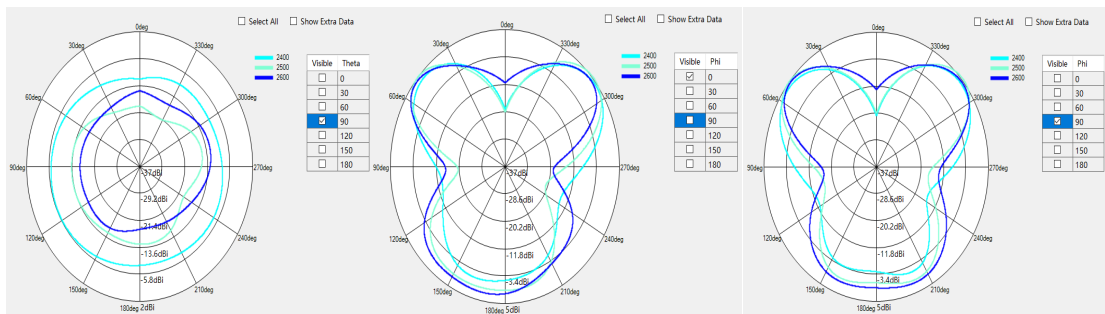 Select All Show Extra Data
0deg
30deg 330deg
60deg 300deg
90deg 270deg
120deg 240deg
150deg 210deg
180deg 2dBi
-37dBi
-29.2dBi
-21.4dBi
-13.6dBi
-5.8dBi
2400
2500
2600
Visible Theta
0
30
60
90
120
150
180
Select All Show Extra Data
0deg
30deg 330deg
60deg 300deg
90deg 270deg
120deg 240deg
150deg 210deg
180deg 5dBi
-37dBi
-28.6dBi
-20.2dBi
-11.8dBi
-3.4dBi
2400
2500
2600
Visible Phi
0
30
60
90
120
150
180
Select All Show Extra Data
0deg
30deg 330deg
60deg 300deg
90deg 270deg
120deg 240deg
150deg 210deg
180deg 5dBi
-37dBi
-28.6dBi
-20.2dBi
-11.8dBi
-3.4dBi
2400
2500
2600
Visible Phi
0
30
60
90
120
150
180